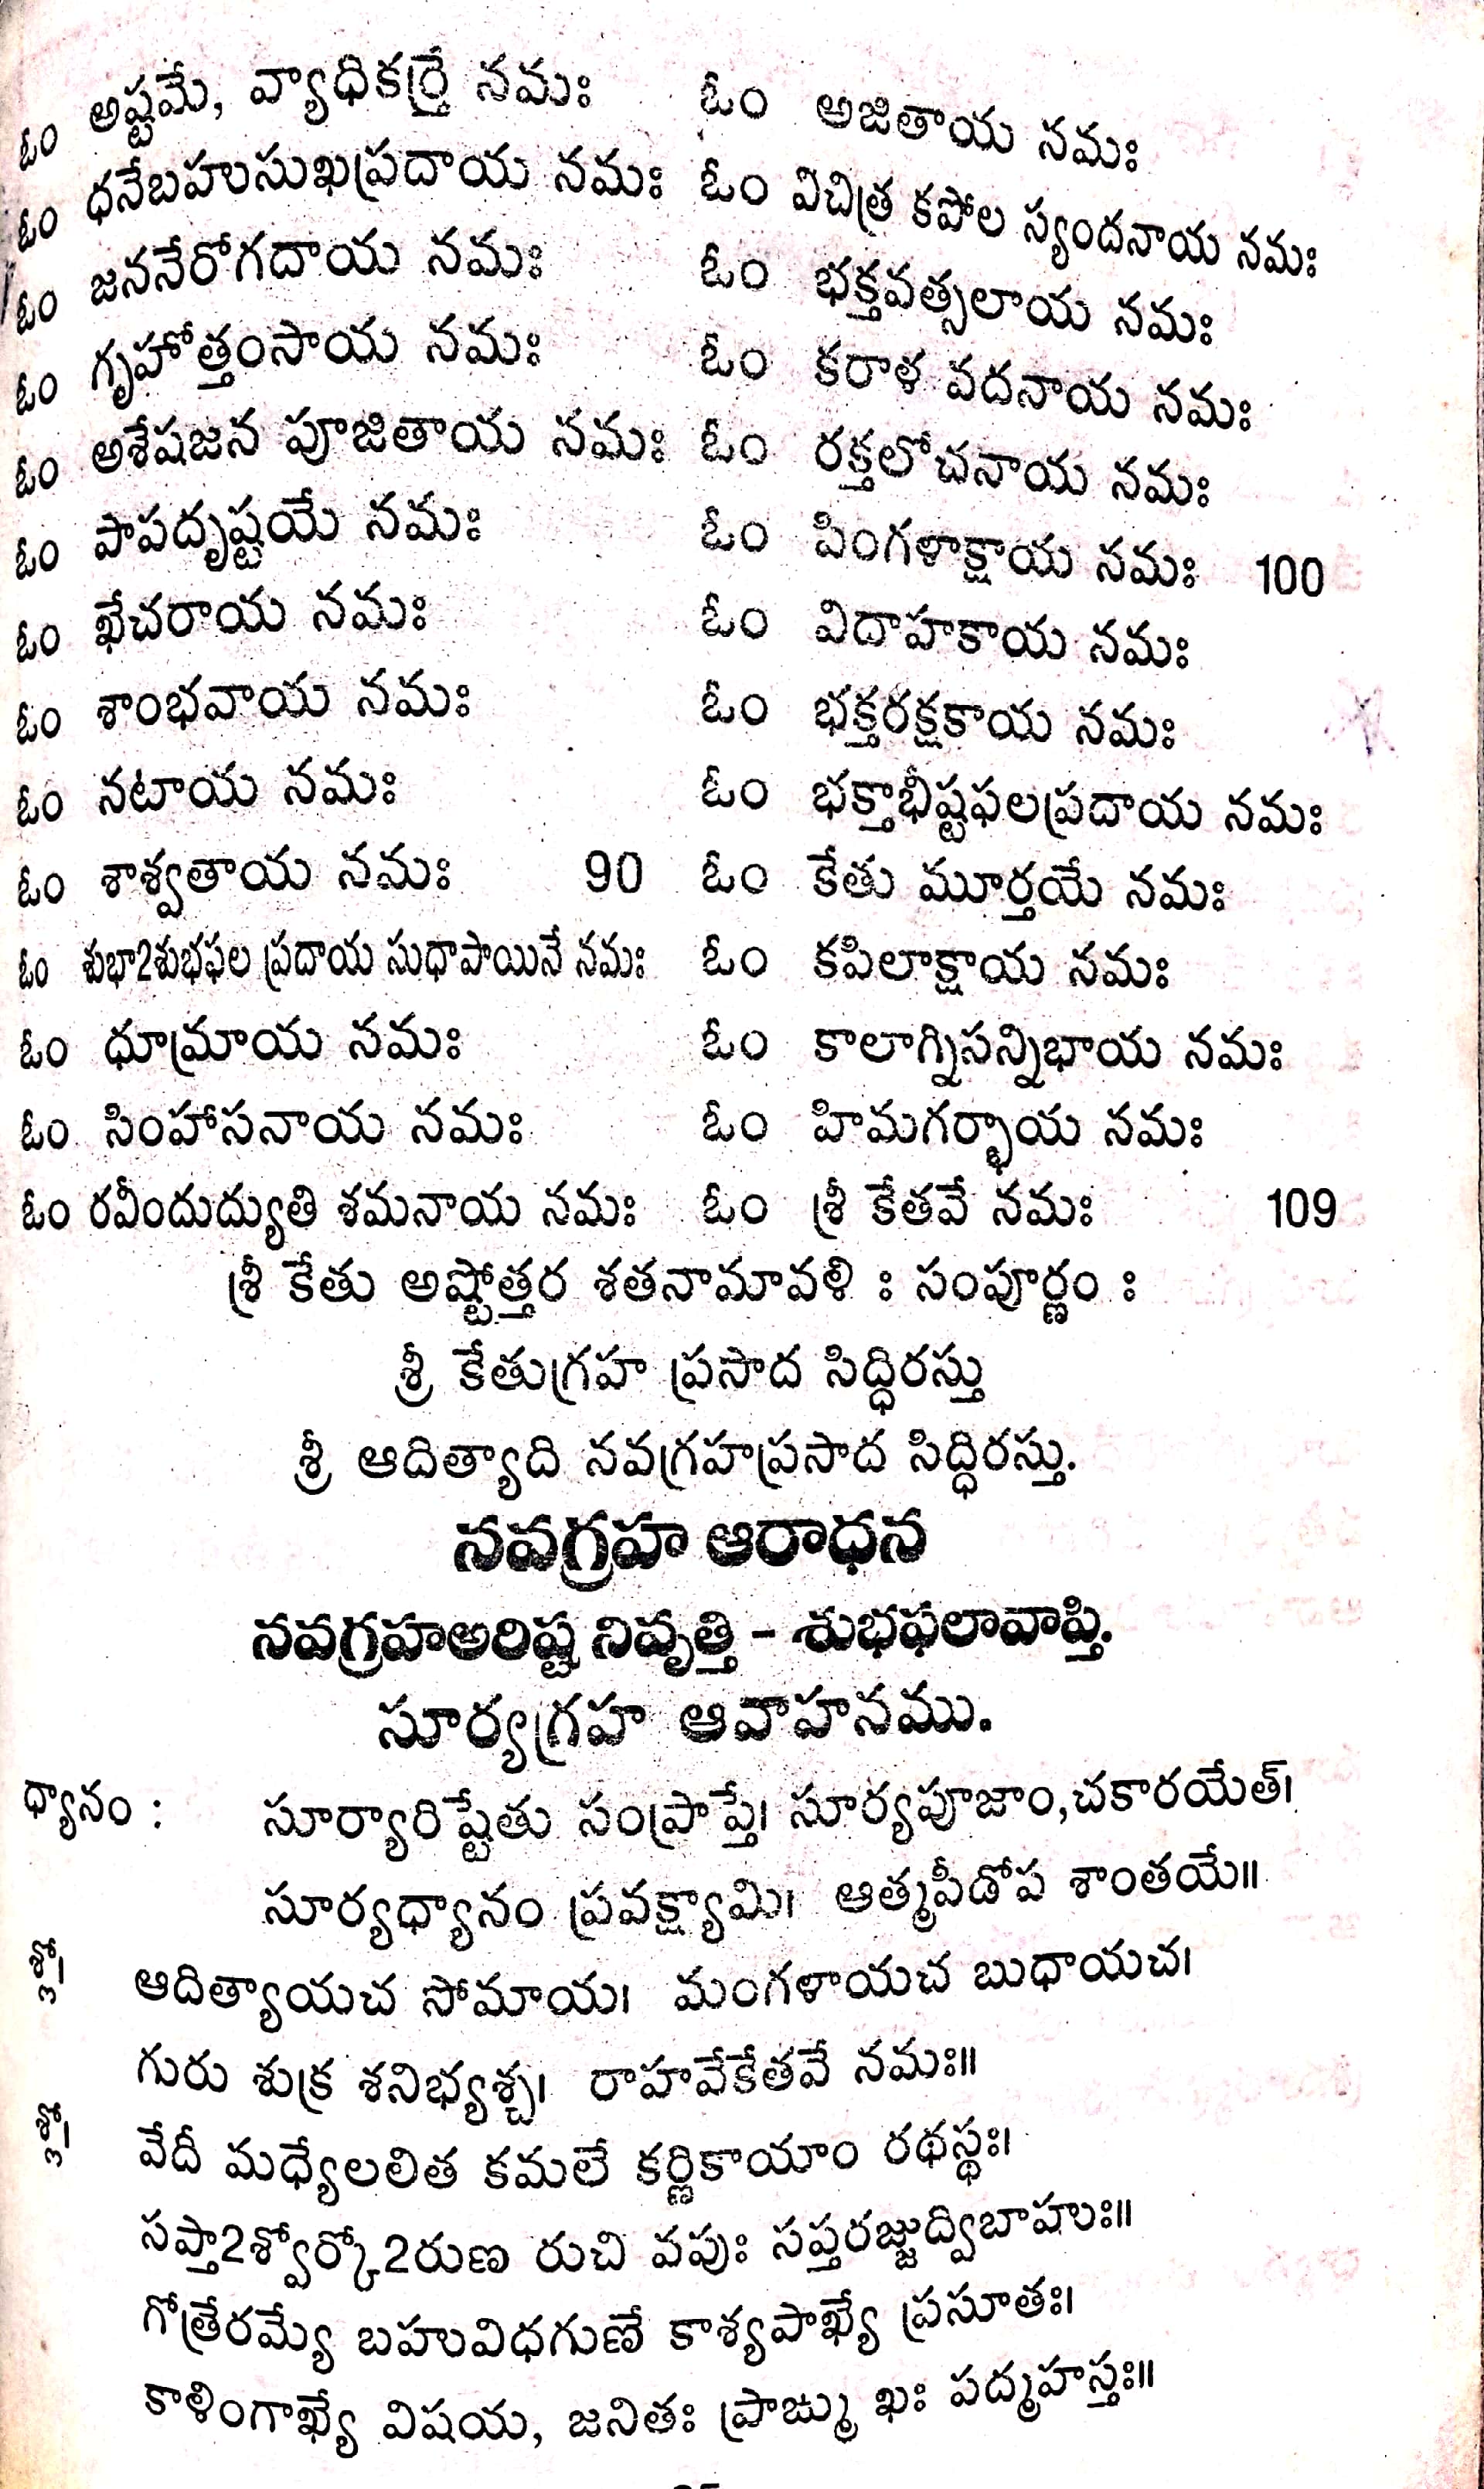 ఓం అష్టమే, వ్యాధికర్త్రే నమః
ఓం ధనేబహుసుఖప్రదాయ నమః
ఓం జననేరోగదాయ నమః
ఓం గృహోత్తంసాయ నమః
ఓం అశేషజన పూజితాయ నమః
ఓం పాపదృష్టయే నమః
ఓం ఖేచరాయ నమః
ఓం శాంభవాయ నమః
ఓం నటాయ నమః
ఓం శాశ్వతాయ నమః 90
ఓం శుభా2శుభఫల ప్రదాయ సుధాపాయినే నమః
ఓం ధూమ్రాయ నమః
ఓం సింహాసనాయ నమః
ఓం రవీందుద్యుతి శమనాయ నమః
ఓం అజితాయ నమః
ఓం విచిత్ర కపోల స్యందనాయ నమః
ఓం భక్తవత్సలాయ నమః
ఓం కరాళ వదనాయ నమః
ఓం రక్తలోచనాయ నమః
ఓం పింగళాక్షాయ నమః 100
ఓం విదాహకాయ నమః
ఓం భక్తరక్షకాయ నమః
ఓం భక్తాభీష్టఫలప్రదాయ నమః
ఓం కేతు మూర్తయే నమః
ఓం కపిలాక్షాయ నమః
ఓం కాలాగ్నిసన్నిభాయ నమః
ఓం హిమగర్భాయ నమః
ఓం శ్రీ కేతవే నమః 109
శ్రీ కేతు అష్టోత్తర శతనామావళి ః సంపూర్ణం ః
శ్రీ కేతుగ్రహ ప్రసాద సిద్ధిరస్తు
శ్రీ ఆదిత్యాది నవగ్రహప్రసాద సిద్ధిరస్తు.
నవగ్రహ ఆరాధన
నవగ్రహఅరిష్ట నివృత్తి - శుభఫలావాప్తి.
సూర్యగ్రహ ఆవాహనము.
ధ్యానం : సూర్యారిష్టేతు సంప్రాప్తే। సూర్యపూజాం,చకారయేత్।
సూర్యధ్యానం ప్రవక్ష్యామి। ఆత్మపీడోప శాంతయే॥
శ్లో। ఆదిత్యాయచ సోమాయ। మంగళాయచ బుధాయచ।
గురు శుక్ర శనిభ్యశ్చ। రాహవేకేతవే నమః॥
శ్లో। వేదీ మధ్యేలలిత కమలే కర్ణికాయాం రథస్థః।
సప్తా2శ్వోర్కో2రుణ రుచి వపుః సప్తరజ్జుద్విబాహుః॥
గోత్రేరమ్యే బహువిధగుణే కాశ్యపాఖ్యే ప్రసూతః।
కాళింగాఖ్యే విషయ, జనితః ప్రాఙ్ము ఖః పద్మహస్తః॥